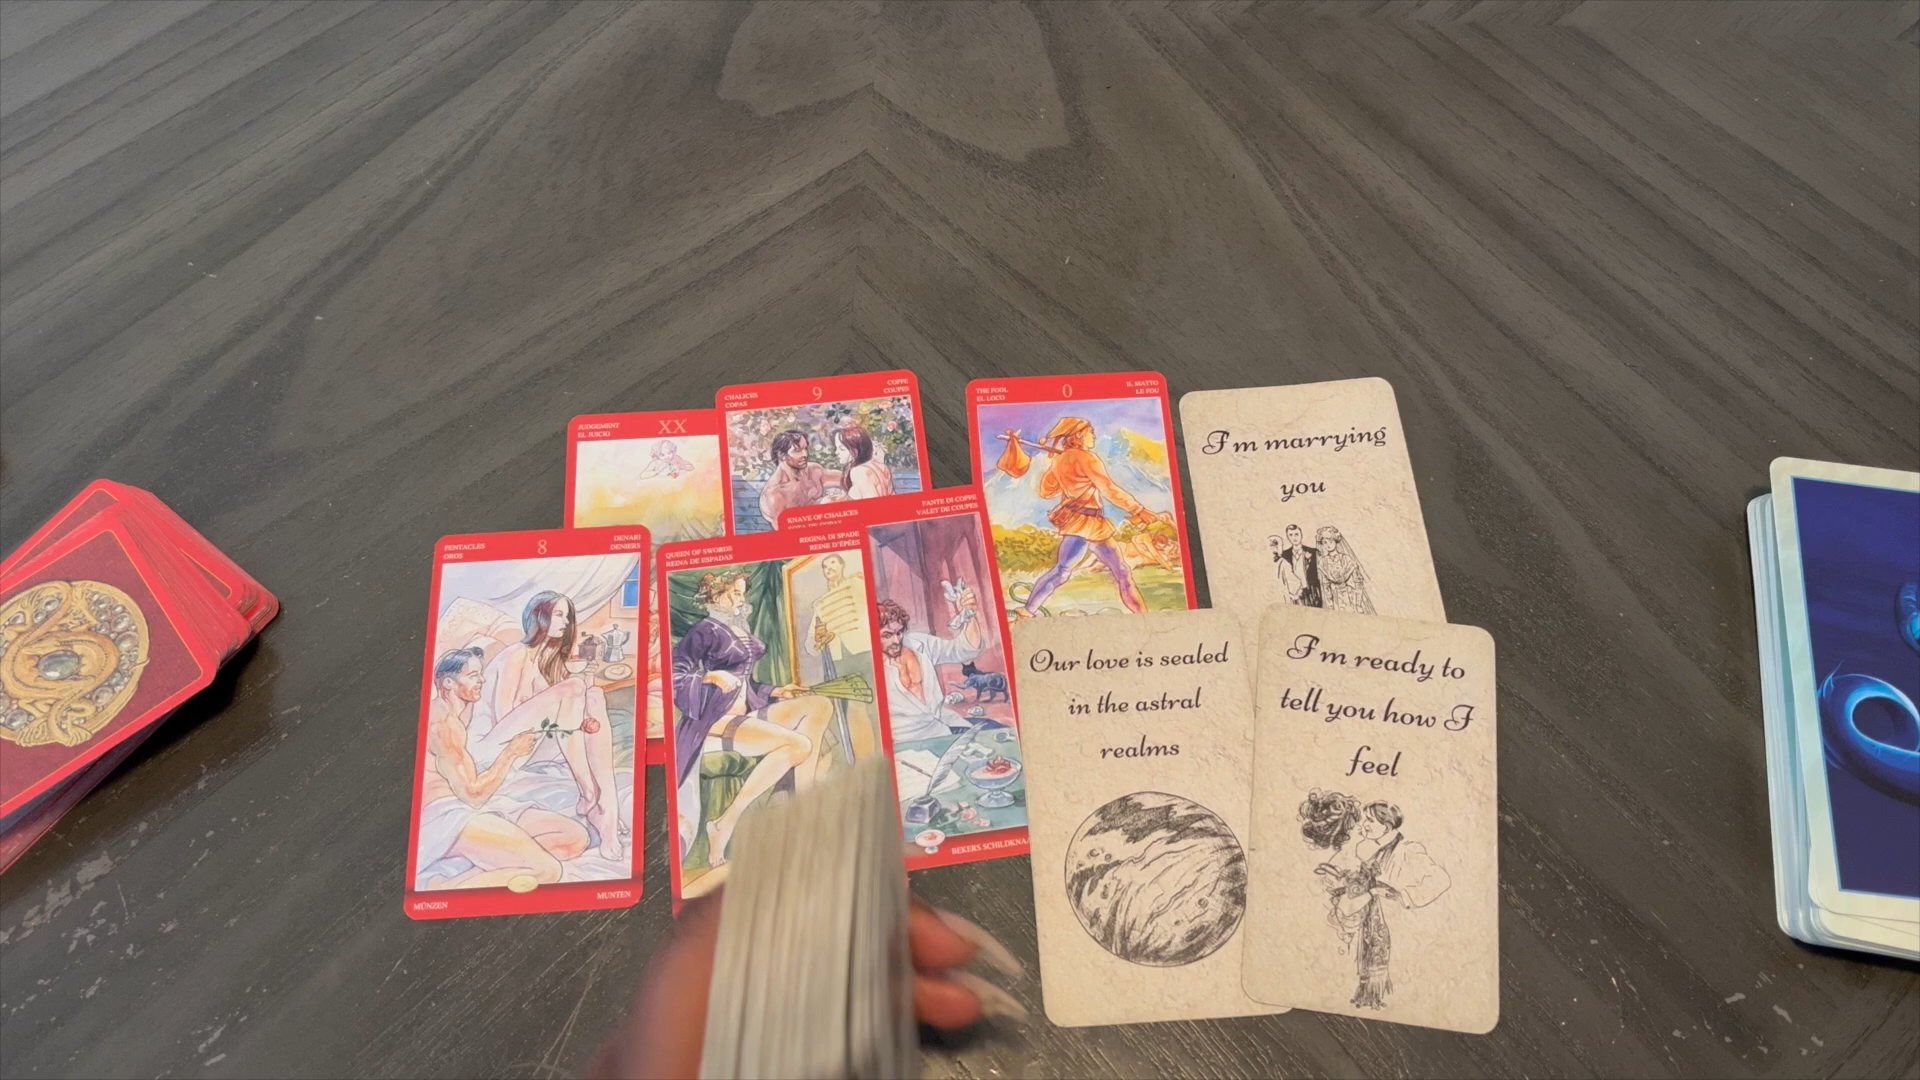 JUDGEMENT
EL JUICIO
XX
CHALICES
COPAS
9
COPPE
COUPES
THE FOOL
EL LOCO
0
IL MATTO
LE FOU
I'm marrying
you
PENTACLES
OROS
8
DENARI
DENIERS
MÜNZEN
MUNTEN
QUEEN OF SWORDS
REINA DE ESPADAS
REGINA DI SPADE
REINE D'ÉPÉES
KNAVE OF CHALICES
FANTE DI COPPE
VALET DE COUPES
BEKERS SCHILDKNA
Our love is sealed
in the astral
realms
I'm ready to
tell you how I
feel